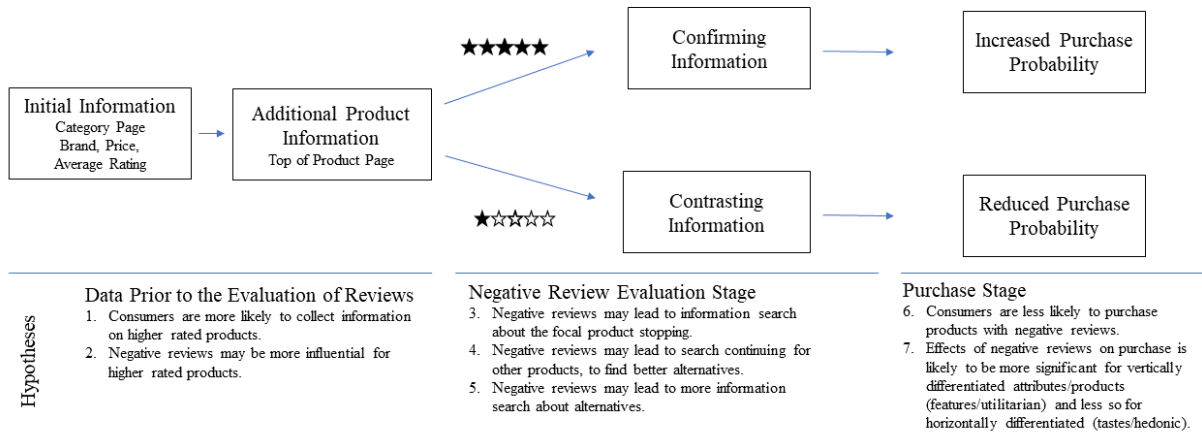 Initial Information
Category Page
Brand, Price,
Average Rating
Additional Product
Information
Top of Product Page
★★★★★
Confirming
Information
Increased Purchase
Probability
★☆☆☆☆
Contrasting
Information
Reduced Purchase
Probability
Hypotheses
Data Prior to the Evaluation of Reviews
1. Consumers are more likely to collect information
on higher rated products.
2. Negative reviews may be more influential for
higher rated products.
Negative Review Evaluation Stage
3. Negative reviews may lead to information search
about the focal product stopping.
4. Negative reviews may lead to search continuing for
other products, to find better alternatives.
5. Negative reviews may lead to more information
search about alternatives.
Purchase Stage
6. Consumers are less likely to purchase
products with negative reviews.
7. Effects of negative reviews on purchase is
likely to be more significant for vertically
differentiated attributes/products
(features/utilitarian) and less so for
horizontally differentiated (tastes/hedonic).